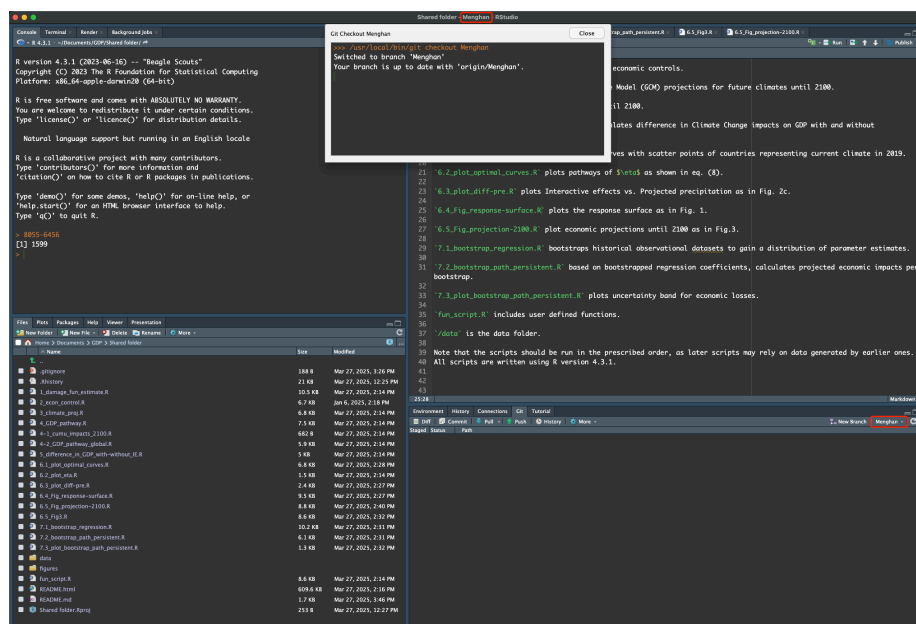 Shared folder - Menghan - RStudio
Console Terminal Render Background Jobs
R 4.3.1 · ~/Documents/GDP/Shared folder/
R version 4.3.1 (2023-06-16) -- "Beagle Scouts"
Copyright (C) 2023 The R Foundation for Statistical Computing
Platform: x86_64-apple-darwin20 (64-bit)
R is free software and comes with ABSOLUTELY NO WARRANTY.
You are welcome to redistribute it under certain conditions.
Type 'license()' or 'licence()' for distribution details.
Natural language support but running in an English locale
R is a collaborative project with many contributors.
Type 'contributors()' for more information and
'citation()' on how to cite R or R packages in publications.
Type 'demo()' for some demos, 'help()' for on-line help, or
'help.start()' for an HTML browser interface to help.
Type 'q()' to quit R.
> 8055-6456
[1] 1599
>
Git Checkout Menghan
Close
>>> /usr/local/bin/git checkout Menghan
Switched to branch 'Menghan'
Your branch is up to date with 'origin/Menghan'.
rap_path_persistent.R 6.5_Fig3.R 6.5_Fig_projection-2100.R
Run Publish
economic controls.
Model (GCM) projections for future climates until 2100.
il 2100.
lates difference in Climate Change impacts on GDP with and without
ves with scatter points of countries representing current climate in 2019.
20
21 `6.2_plot_optimal_curves.R` plots pathways of $\eta$ as shown in eq. (8).
22
23 `6.3_plot_diff-pre.R` plots Interactive effects vs. Projected precipitation as in Fig. 2c.
24
25 `6.4_Fig_response-surface.R` plots the response surface as in Fig. 1.
26
27 `6.5_Fig_projection-2100.R` plot economic projections until 2100 as in Fig.3.
28
29 `7.1_bootstrap_regression.R` bootstraps historical observational datasets to gain a distribution of parameter estimates.
30
31 `7.2_bootstrap_path_persistent.R` based on bootstrapped regression coefficients, calculates projected economic impacts per
bootstrap.
32
33 `7.3_plot_bootstrap_path_persistent.R` plots uncertainty band for economic losses.
34
35 `fun_script.R` includes user defined functions.
36
37 `/data` is the data folder.
38
39 Note that the scripts should be run in the prescribed order, as later scripts may rely on data generated by earlier ones.
40 All scripts are written using R version 4.3.1.
41
42
43
25:28 Markdown
Files Plots Packages Help Viewer Presentation
New Folder New File Delete Rename More
Home > Documents > GDP > Shared folder
Name Size Modified
..
.gitignore 188 B Mar 27, 2025, 3:26 PM
.Rhistory 21 KB Mar 27, 2025, 12:25 PM
1_damage_fun_estimate.R 10.5 KB Mar 27, 2025, 2:14 PM
2_econ_control.R 6.7 KB Jan 6, 2025, 2:18 PM
3_climate_proj.R 6.8 KB Mar 27, 2025, 2:14 PM
4_GDP_pathway.R 7.5 KB Mar 27, 2025, 2:14 PM
4-1_cumu_impacts_2100.R 682 B Mar 27, 2025, 2:14 PM
4-2_GDP_pathway_global.R 5.9 KB Mar 27, 2025, 2:14 PM
5_difference_in_GDP_with-without_IE.R 5 KB Mar 27, 2025, 2:14 PM
6.1_plot_optimal_curves.R 6.8 KB Mar 27, 2025, 2:28 PM
6.2_plot_eta.R 1.5 KB Mar 27, 2025, 2:14 PM
6.3_plot_diff-pre.R 2.4 KB Mar 27, 2025, 2:27 PM
6.4_Fig_response-surface.R 9.5 KB Mar 27, 2025, 2:14 PM
6.5_Fig_projection-2100.R 8.8 KB Mar 27, 2025, 2:40 PM
6.5_Fig3.R 8.6 KB Mar 27, 2025, 2:32 PM
7.1_bootstrap_regression.R 10.2 KB Mar 27, 2025, 2:31 PM
7.2_bootstrap_path_persistent.R 6.1 KB Mar 27, 2025, 2:31 PM
7.3_plot_bootstrap_path_persistent.R 1.3 KB Mar 27, 2025, 2:32 PM
data
figures
fun_script.R 8.6 KB Mar 27, 2025, 2:14 PM
README.html 609.6 KB Mar 27, 2025, 2:16 PM
README.md 1.7 KB Mar 27, 2025, 3:46 PM
Shared folder.Rproj 253 B Mar 27, 2025, 12:27 PM
Environment History Connections Git Tutorial
Diff Commit Pull Push History More New Branch Menghan
Staged Status Path